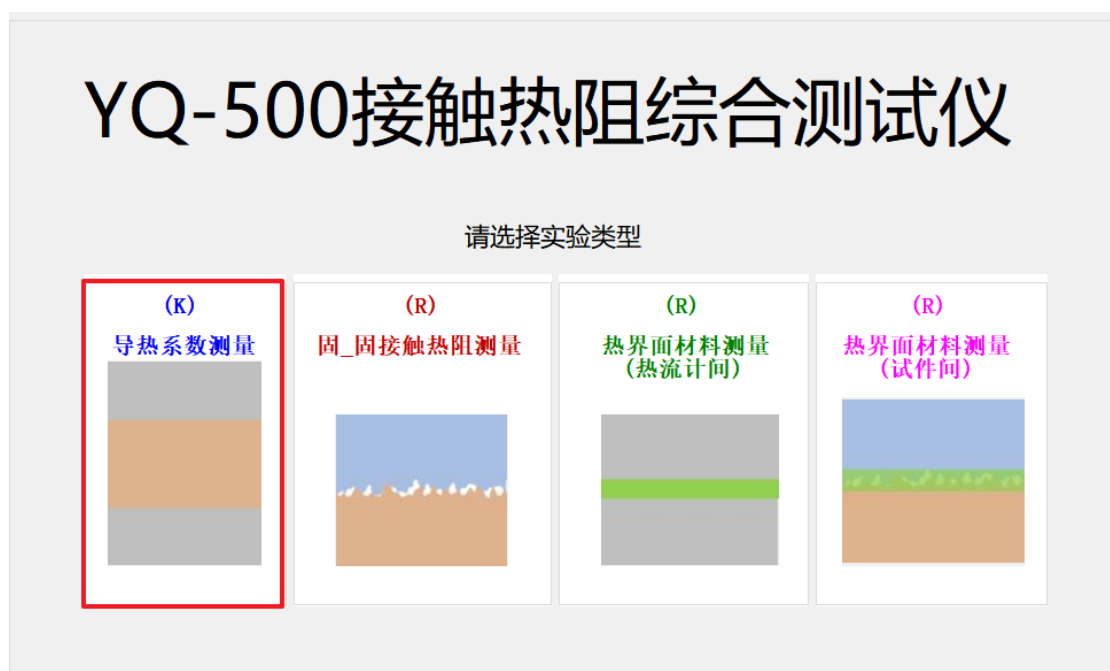 YQ-500接触热阻综合测试仪
请选择实验类型
(K)
导热系数测量
(R)
固_固接触热阻测量
(R)
热界面材料测量
(热流计间)
(R)
热界面材料测量
(试件间)